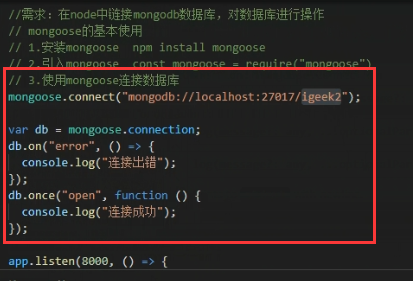 //需求：在node中链接mongodb数据库，对数据库进行操作
// mongoose的基本使用
// 1.安装mongoose  npm install mongoose
// 2.引入mongoose  const mongoose = require("mongoose")
// 3.使用mongoose连接数据库
mongoose.connect("mongodb://localhost:27017/igeek2");
var db = mongoose.connection;
db.on("error", () => {
  console.log("连接出错");
});
db.once("open", function () {
  console.log("连接成功");
});
app.listen(8000, () => {